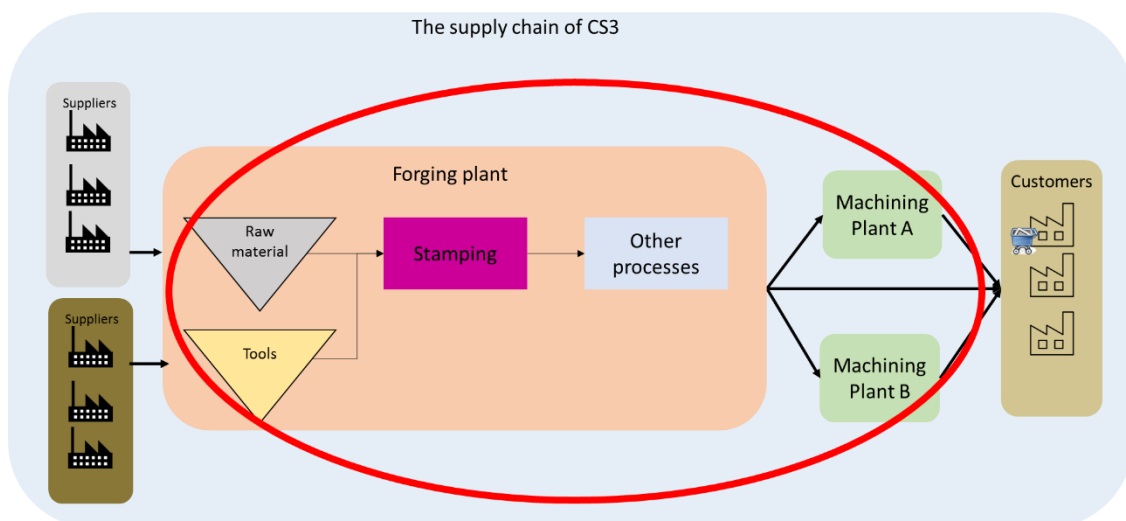 The supply chain of CS3
Suppliers
Forging plant
Raw
material
Stamping
Other
processes
Machining
Plant A
Customers
Suppliers
Tools
Machining
Plant B